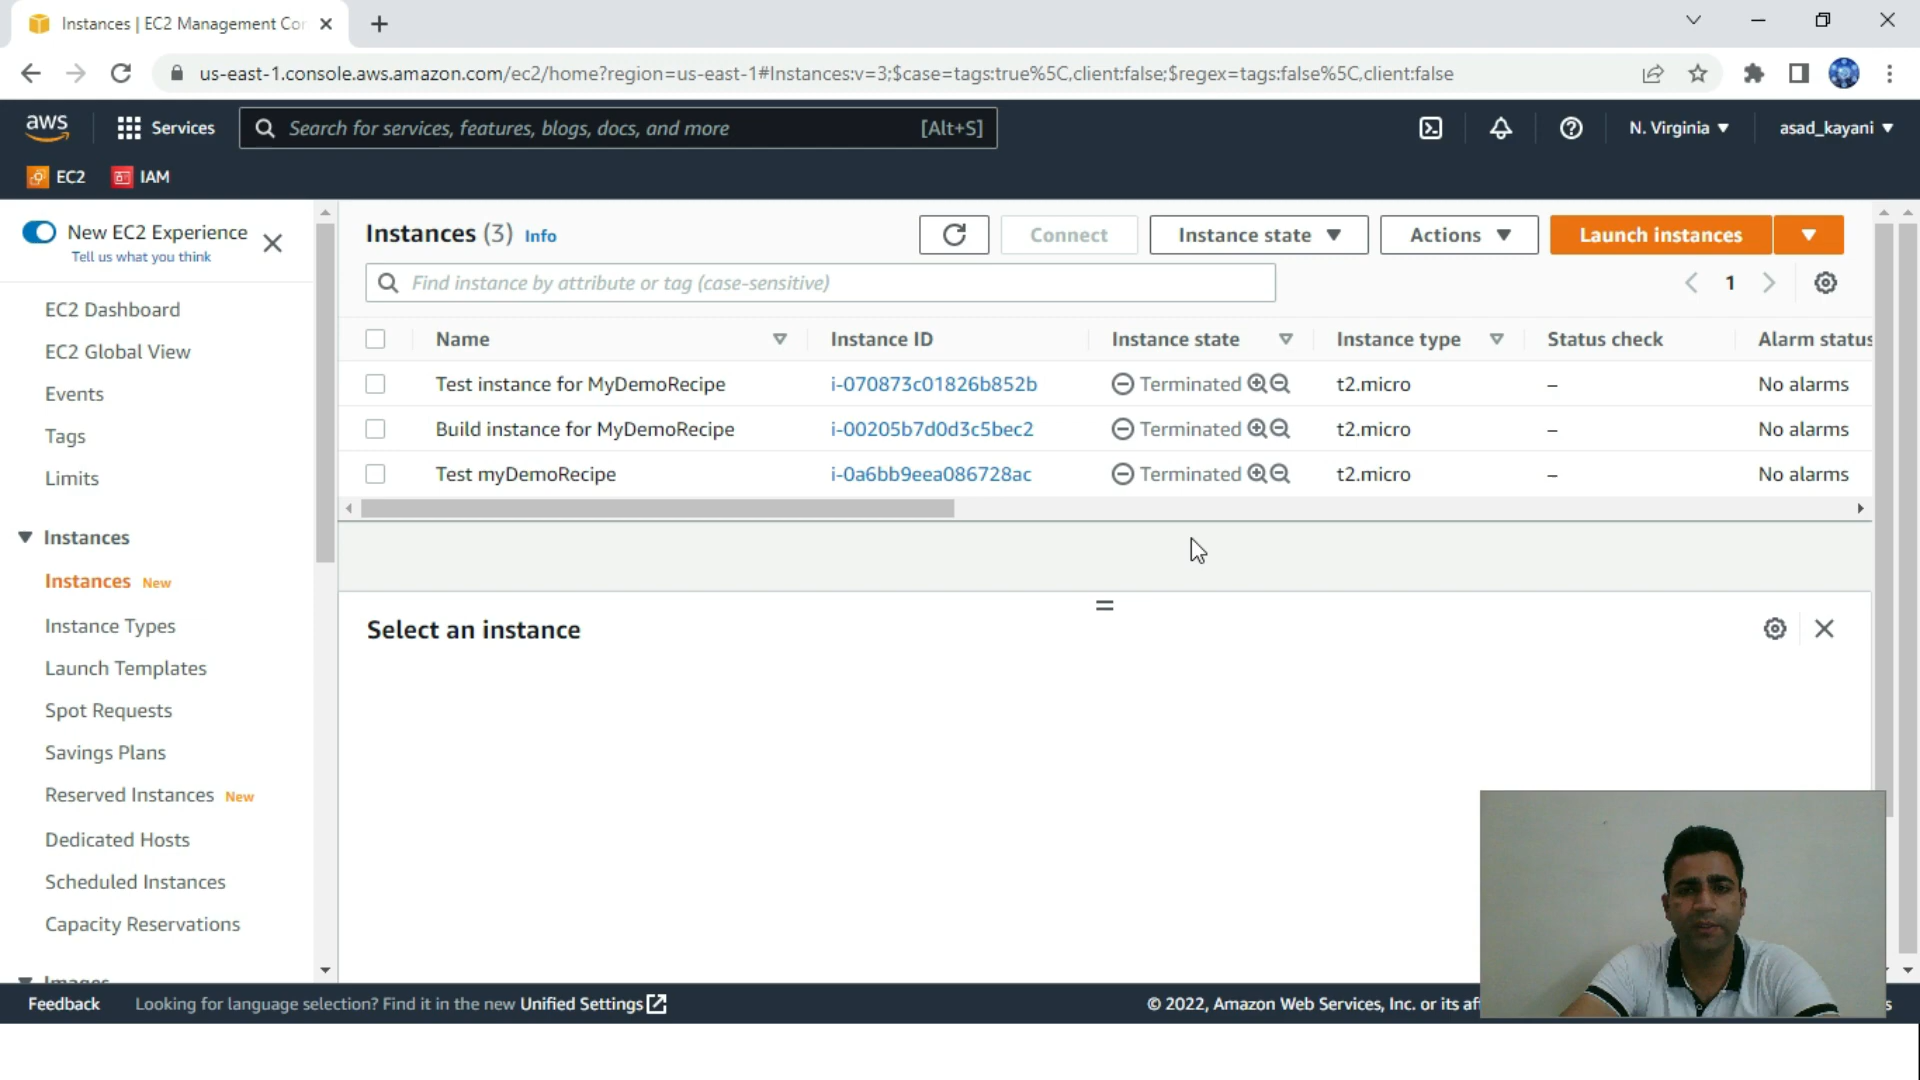 Instances | EC2 Management Con
us-east-1.console.aws.amazon.com/ec2/home?region=us-east-1#Instances:v=3;$case=tags:true%5C,client:false;$regex=tags:false%5C,client:false
aws
Services
Search for services, features, blogs, docs, and more [Alt+S]
N. Virginia
asad_kayani
EC2
IAM
New EC2 Experience
Tell us what you think
EC2 Dashboard
EC2 Global View
Events
Tags
Limits
Instances
Instances New
Instance Types
Launch Templates
Spot Requests
Savings Plans
Reserved Instances New
Dedicated Hosts
Scheduled Instances
Capacity Reservations
Images
Instances (3) Info
Connect
Instance state
Actions
Launch instances
Find instance by attribute or tag (case-sensitive)
1
Name Instance ID Instance state Instance type Status check Alarm status
Test instance for MyDemoRecipe i-070873c01826b852b Terminated t2.micro – No alarms
Build instance for MyDemoRecipe i-00205b7d0d3c5bec2 Terminated t2.micro – No alarms
Test myDemoRecipe i-0a6bb9eea086728ac Terminated t2.micro – No alarms
Select an instance
Feedback
Looking for language selection? Find it in the new Unified Settings
© 2022, Amazon Web Services, Inc. or its aff